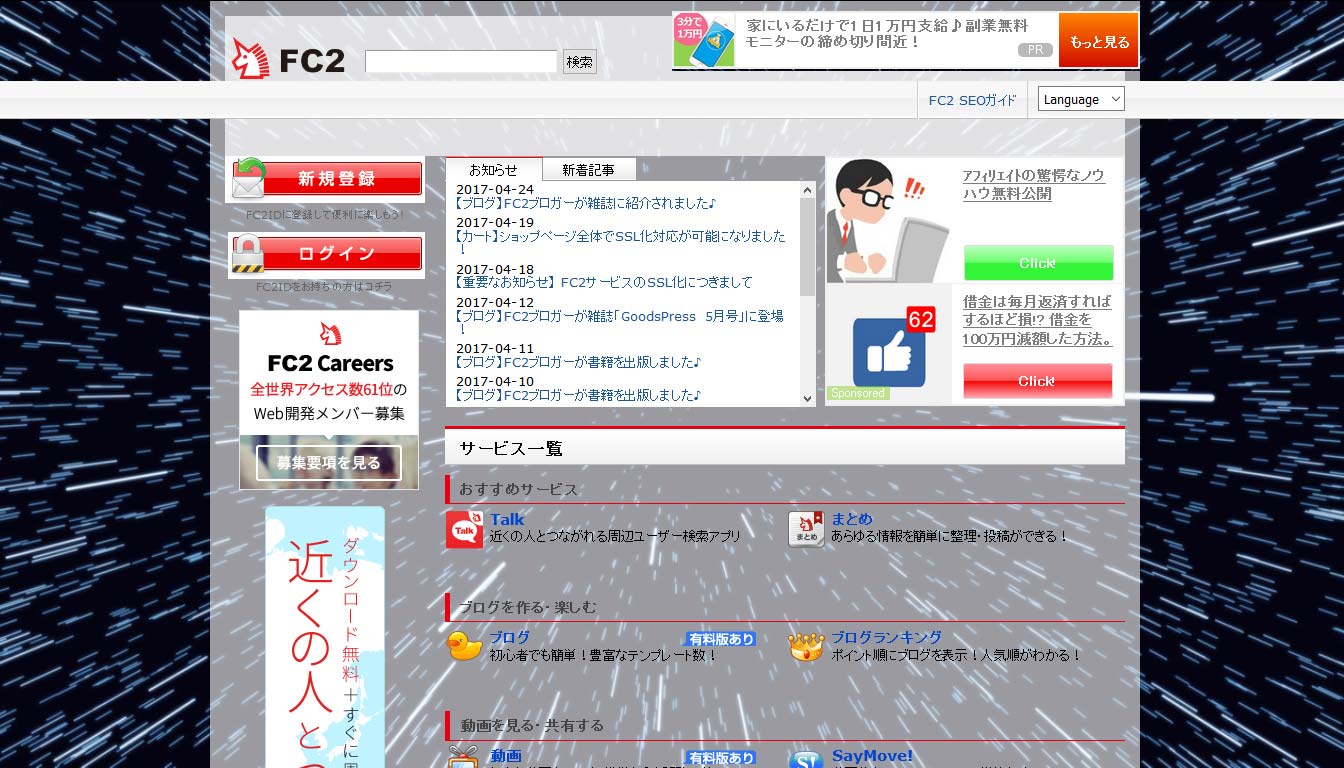 FC2
検索
3分で
1万円
家にいるだけで1日1万円支給♪副業無料
モニターの締め切り間近！
PR
もっと見る
FC2 SEOガイド
Language
新規登録
FC2IDに登録して便利に楽しもう!
ログイン
FC2IDをお持ちの方はコチラ
FC2 Careers
全世界アクセス数61位の
Web開発メンバー募集
募集要項を見る
ダウンロード無料＋すぐに
近くの人と
お知らせ
新着記事
2017-04-24
【ブログ】FC2ブロガーが雑誌に紹介されました♪
2017-04-19
【カート】ショップページ全体でSSL化対応が可能になりました
！
2017-04-18
【重要なお知らせ】 FC2サービスのSSL化につきまして
2017-04-12
【ブログ】FC2ブロガーが雑誌「GoodsPress　5月号」に登場
！
2017-04-11
【ブログ】FC2ブロガーが書籍を出版しました♪
2017-04-10
【ブログ】FC2ブロガーが書籍を出版しました♪
!!!
アフィリエイトの驚愕なノウ
ハウ無料公開
Click!
62
Sponsored
借金は毎月返済すれば
するほど損!? 借金を
100万円減額した方法。
Click!
サービス一覧
おすすめサービス
Talk
Talk
近くの人とつながれる周辺ユーザー検索アプリ
まとめ
まとめ
あらゆる情報を簡単に整理・投稿ができる！
ブログを作る・楽しむ
ブログ
有料版あり
初心者でも簡単！豊富なテンプレート数！
ブログランキング
ポイント順にブログを表示！人気順がわかる！
動画を見る・共有する
動画
有料版あり
S!
SayMove!